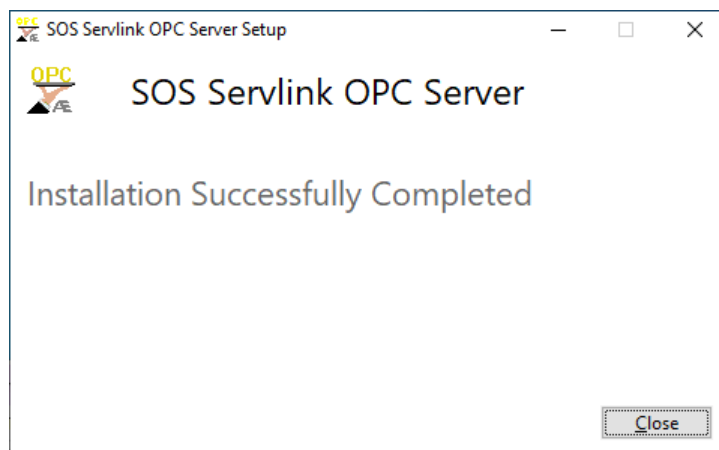 SOS Servlink OPC Server Setup
OPC
Æ
SOS Servlink OPC Server
Installation Successfully Completed
Close